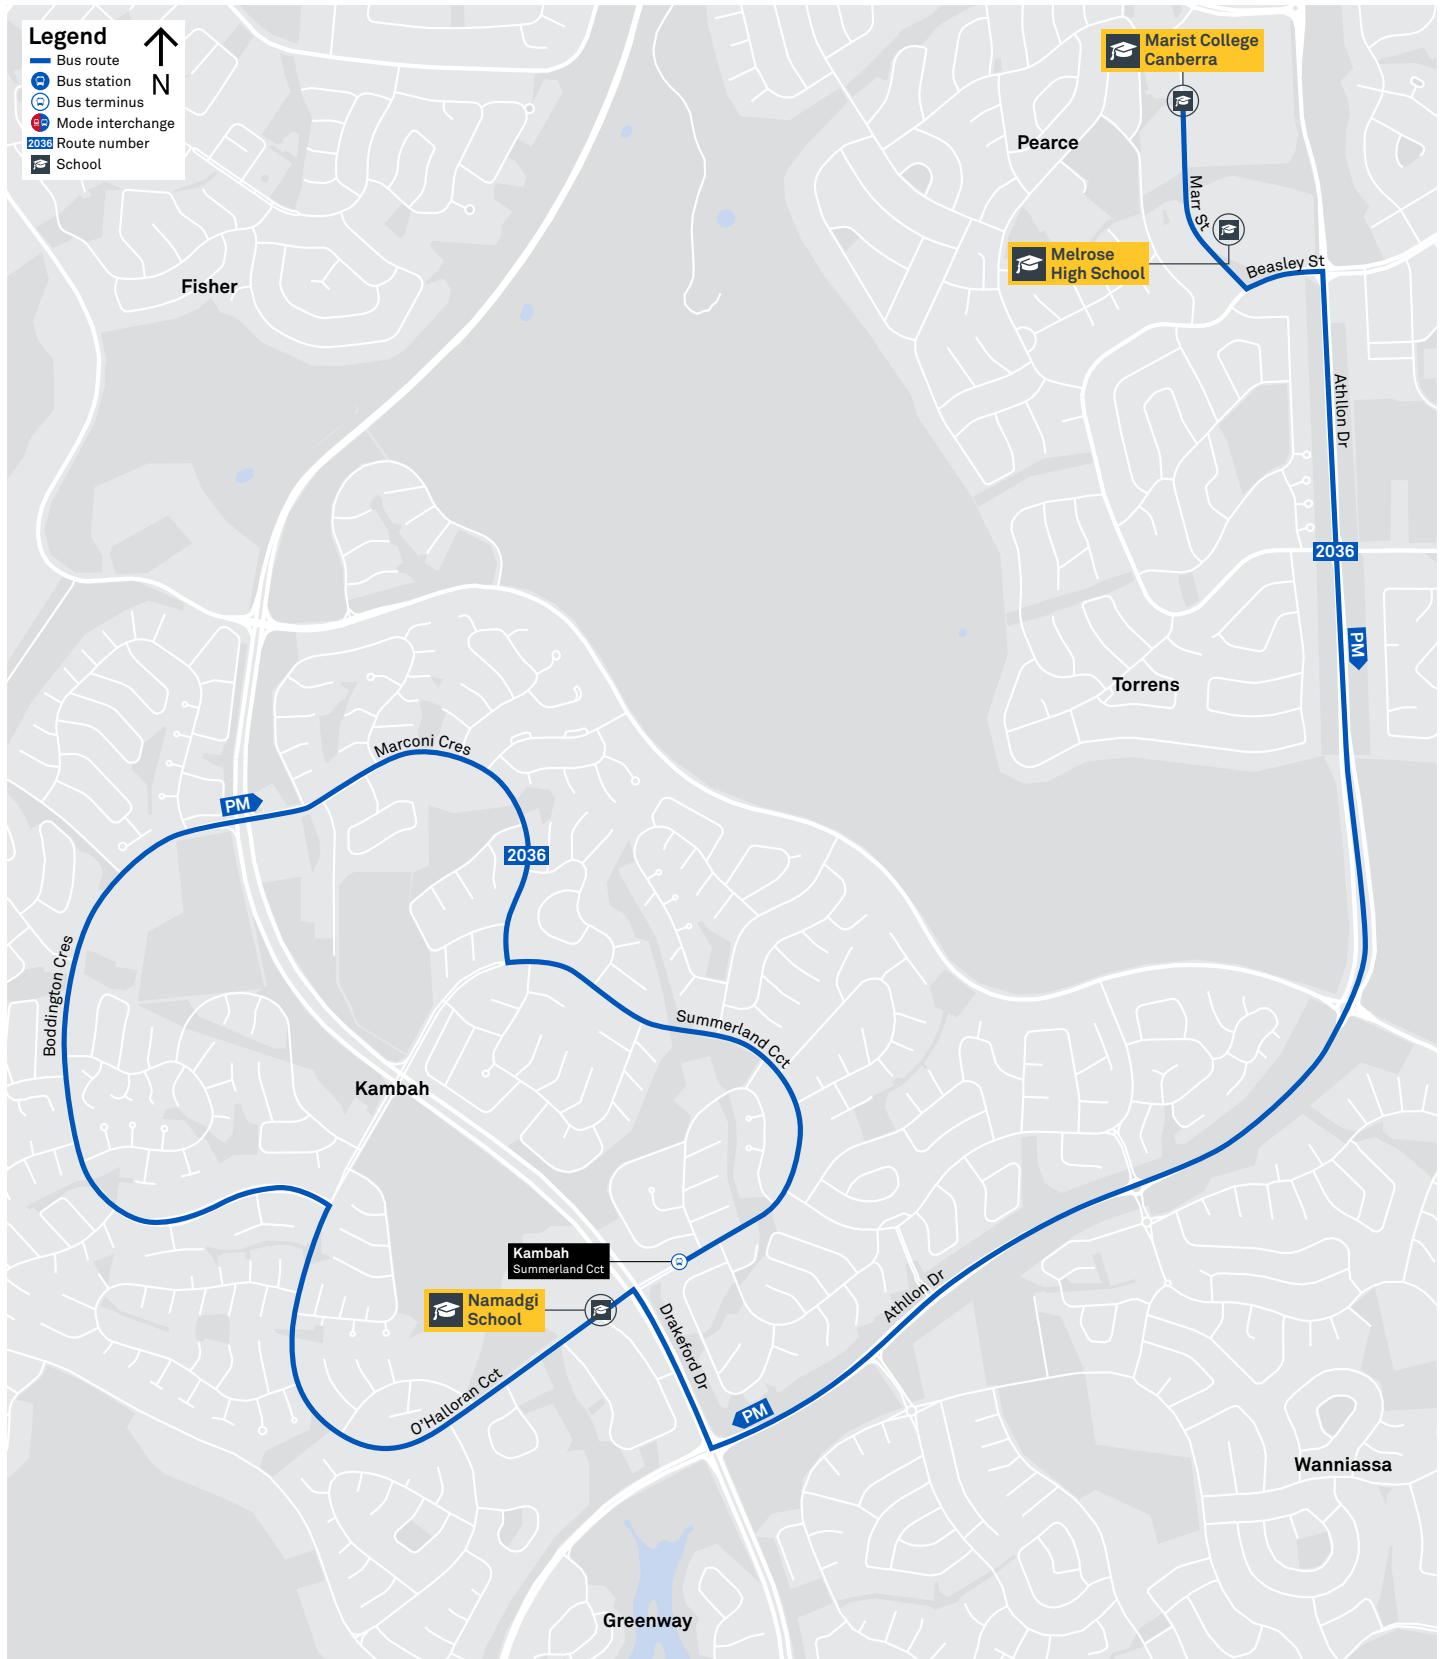 Legend
N
Bus route
Bus station
Bus terminus
Mode interchange
2036 Route number
School
Marist College
Canberra
Pearce
Marr St
Melrose
High School
Beasley St
Fisher
Athllon Dr
2036
PM
Torrens
Marconi Cres
PM
2036
Boddington Cres
Summerland Cct
Kambah
Kambah
Summerland Cct
Namadgi
School
Drakeford Dr
Athllon Dr
O'Halloran Cct
PM
Wanniassa
Greenway